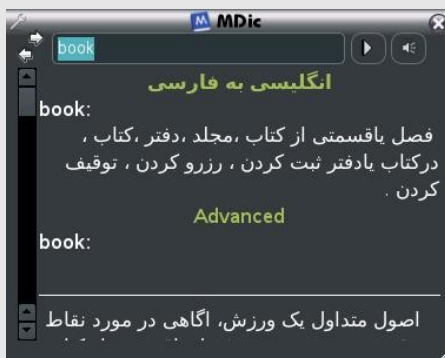 MDic
book
انگلیسی به فارسی
book:
فصل یاقسمتی از کتاب ،مجلد ،دفتر ،کتاب ،
درکتاب یادفتر ثبت کردن ، رزرو کردن ، توقیف
کردن .
Advanced
book:
اصول متداول یک ورزش، اگاهی در مورد نقاط